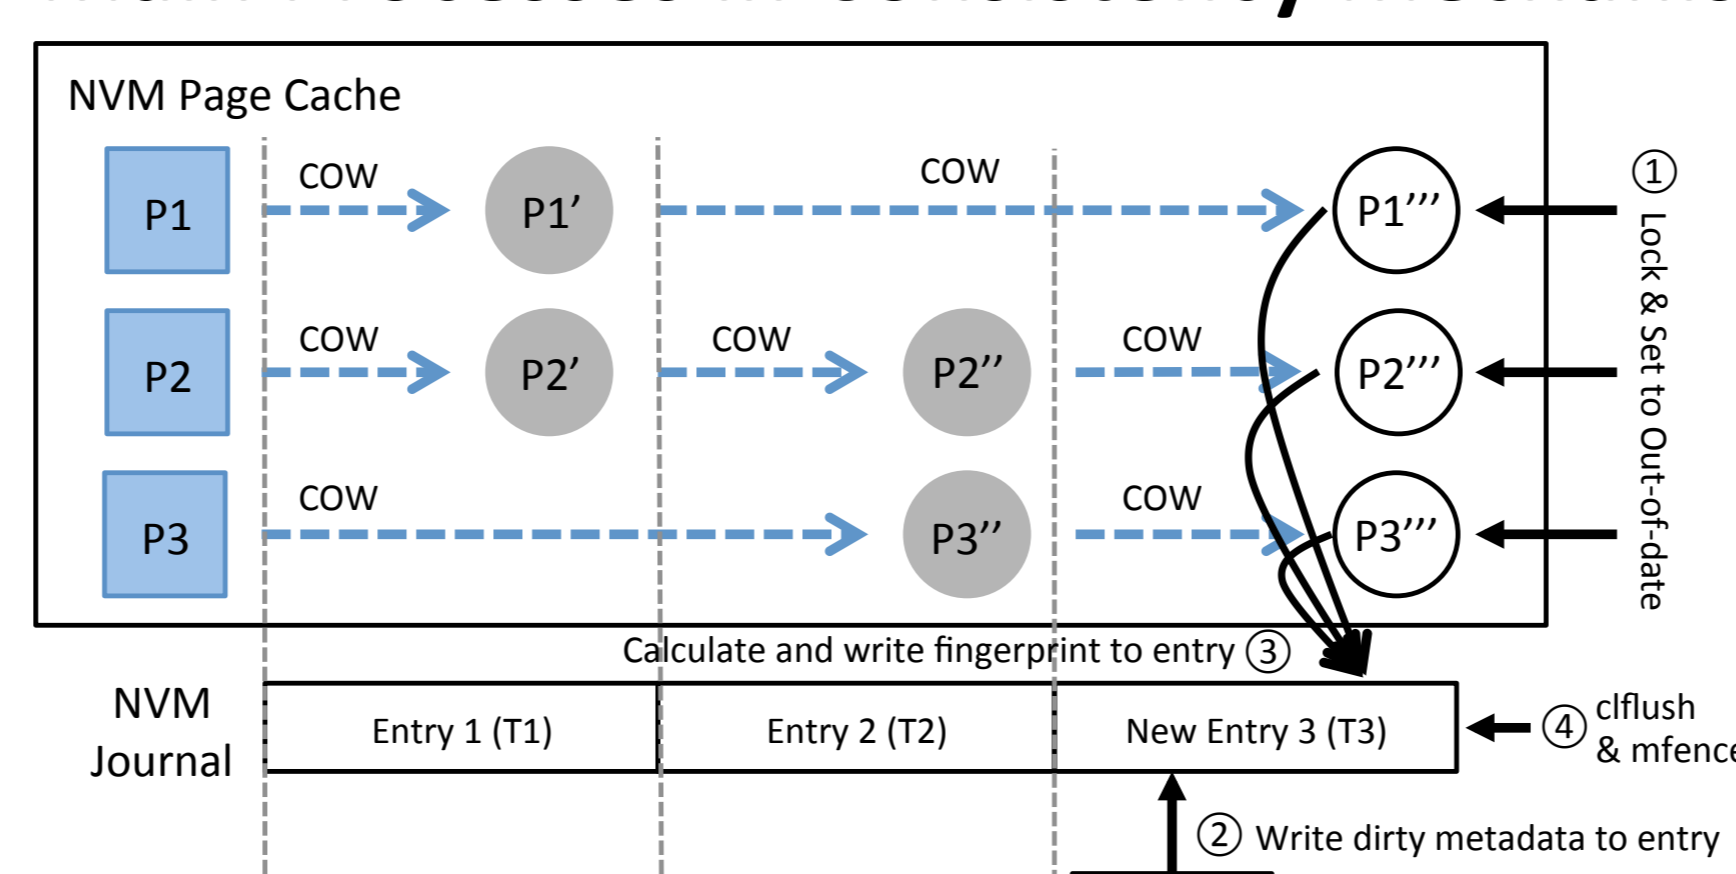 NVM Page Cache
COW COW
P1 P1’ P1’’’
①
Lock & Set to Out-of-date
COW COW COW
P2 P2’ P2’’ P2’’’
COW COW
P3 P3’’ P3’’’
Calculate and write fingerprint to entry ③
NVM
Journal
Entry 1 (T1) Entry 2 (T2) New Entry 3 (T3)
④ clflush
& mfence
② Write dirty metadata to entry